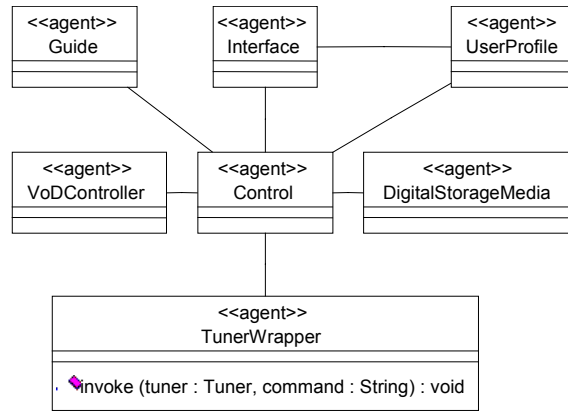 <<agent>>
Guide
<<agent>>
Interface
<<agent>>
UserProfile
<<agent>>
VoDController
<<agent>>
Control
<<agent>>
DigitalStorageMedia
<<agent>>
TunerWrapper
invoke (tuner : Tuner, command : String) : void